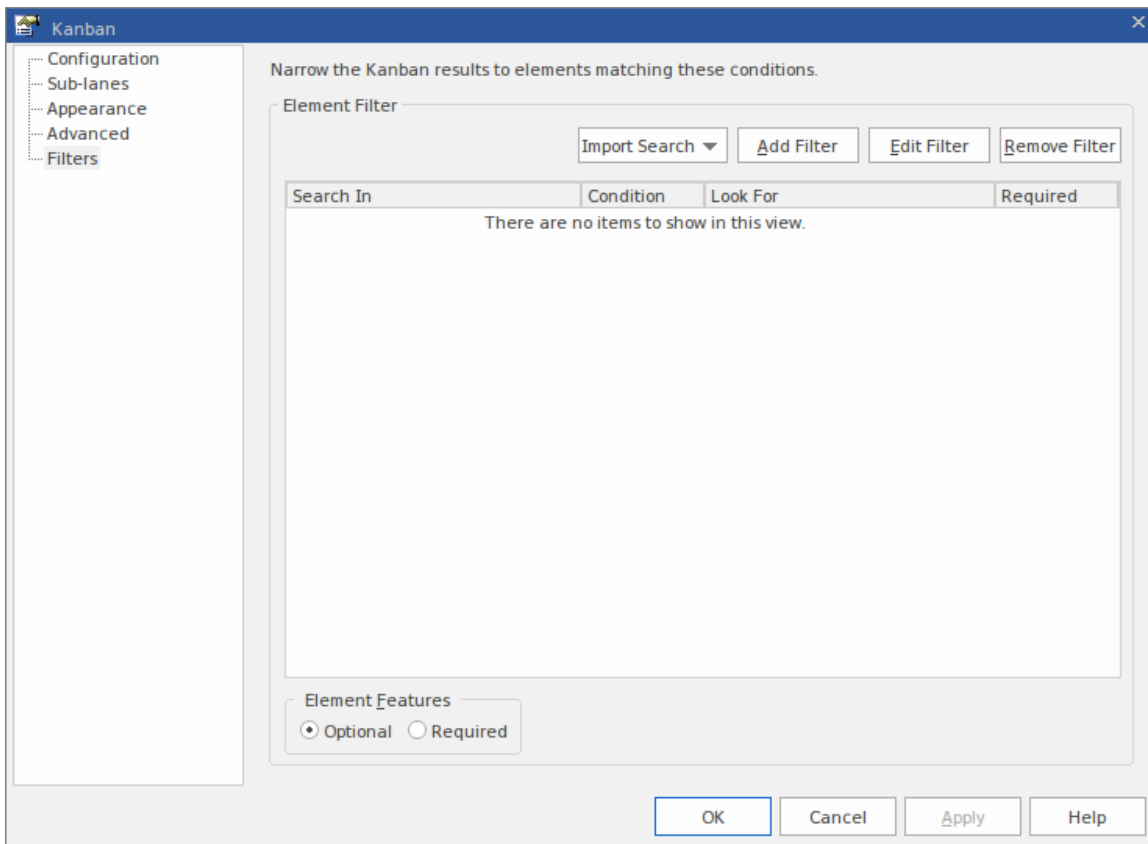 Kanban
Configuration
Sub-lanes
Appearance
Advanced
Filters
Narrow the Kanban results to elements matching these conditions.
Element Filter
Import Search Add Filter Edit Filter Remove Filter
Search In Condition Look For Required
There are no items to show in this view.
Element Features
Optional Required
OK Cancel Apply Help